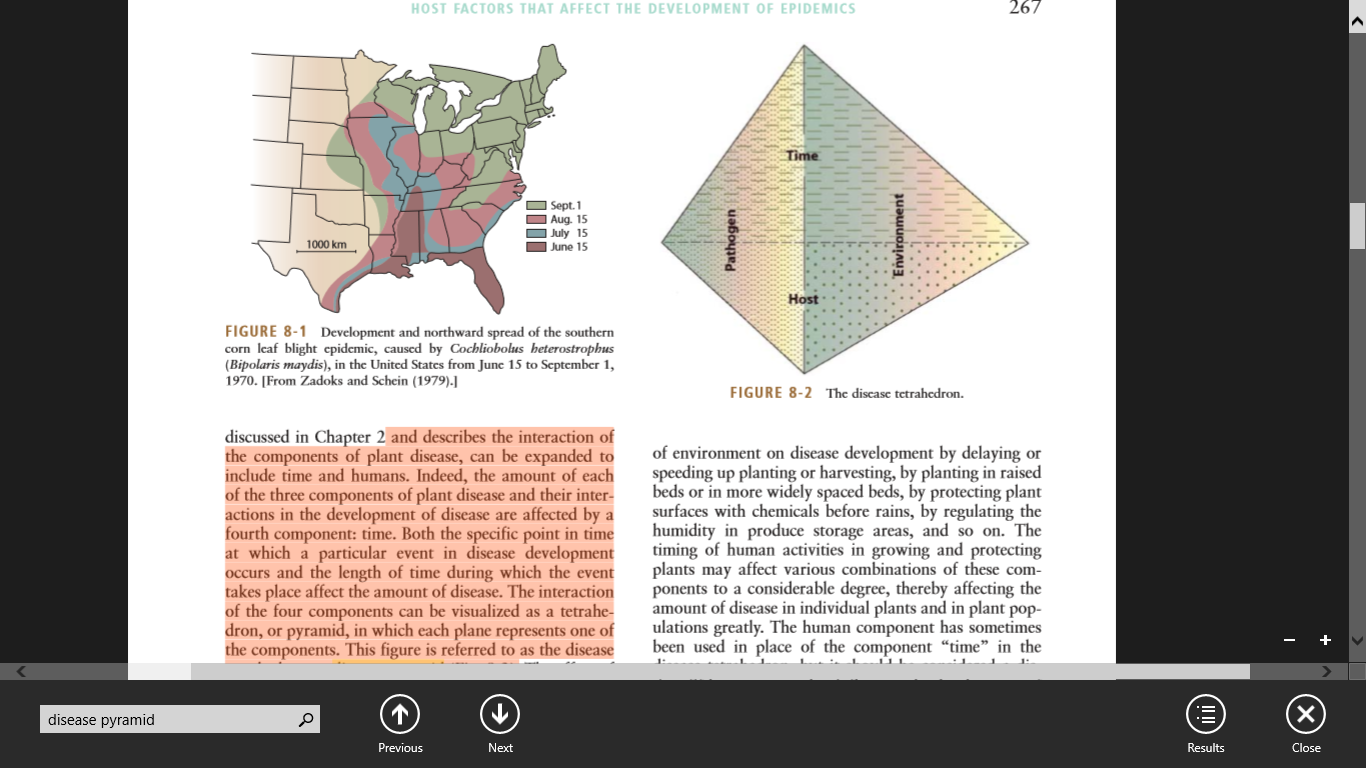 HOST FACTORS THAT AFFECT THE DEVELOPMENT OF EPIDEMICS
267
Sept. 1
Aug. 15
July 15
June 15
1000 km
FIGURE 8-1 Development and northward spread of the southern
corn leaf blight epidemic, caused by Cochliobolus heterostrophus
(Bipolaris maydis), in the United States from June 15 to September 1,
1970. [From Zadoks and Schein (1979).]
discussed in Chapter 2 and describes the interaction of
the components of plant disease, can be expanded to
include time and humans. Indeed, the amount of each
of the three components of plant disease and their inter-
actions in the development of disease are affected by a
fourth component: time. Both the specific point in time
at which a particular event in disease development
occurs and the length of time during which the event
takes place affect the amount of disease. The interaction
of the four components can be visualized as a tetrahe-
dron, or pyramid, in which each plane represents one of
the components. This figure is referred to as the disease
Time
Pathogen
Environment
Host
FIGURE 8-2 The disease tetrahedron.
of environment on disease development by delaying or
speeding up planting or harvesting, by planting in raised
beds or in more widely spaced beds, by protecting plant
surfaces with chemicals before rains, by regulating the
humidity in produce storage areas, and so on. The
timing of human activities in growing and protecting
plants may affect various combinations of these com-
ponents to a considerable degree, thereby affecting the
amount of disease in individual plants and in plant pop-
ulations greatly. The human component has sometimes
been used in place of the component “time” in the
disease pyramid
Previous
Next
Results
Close